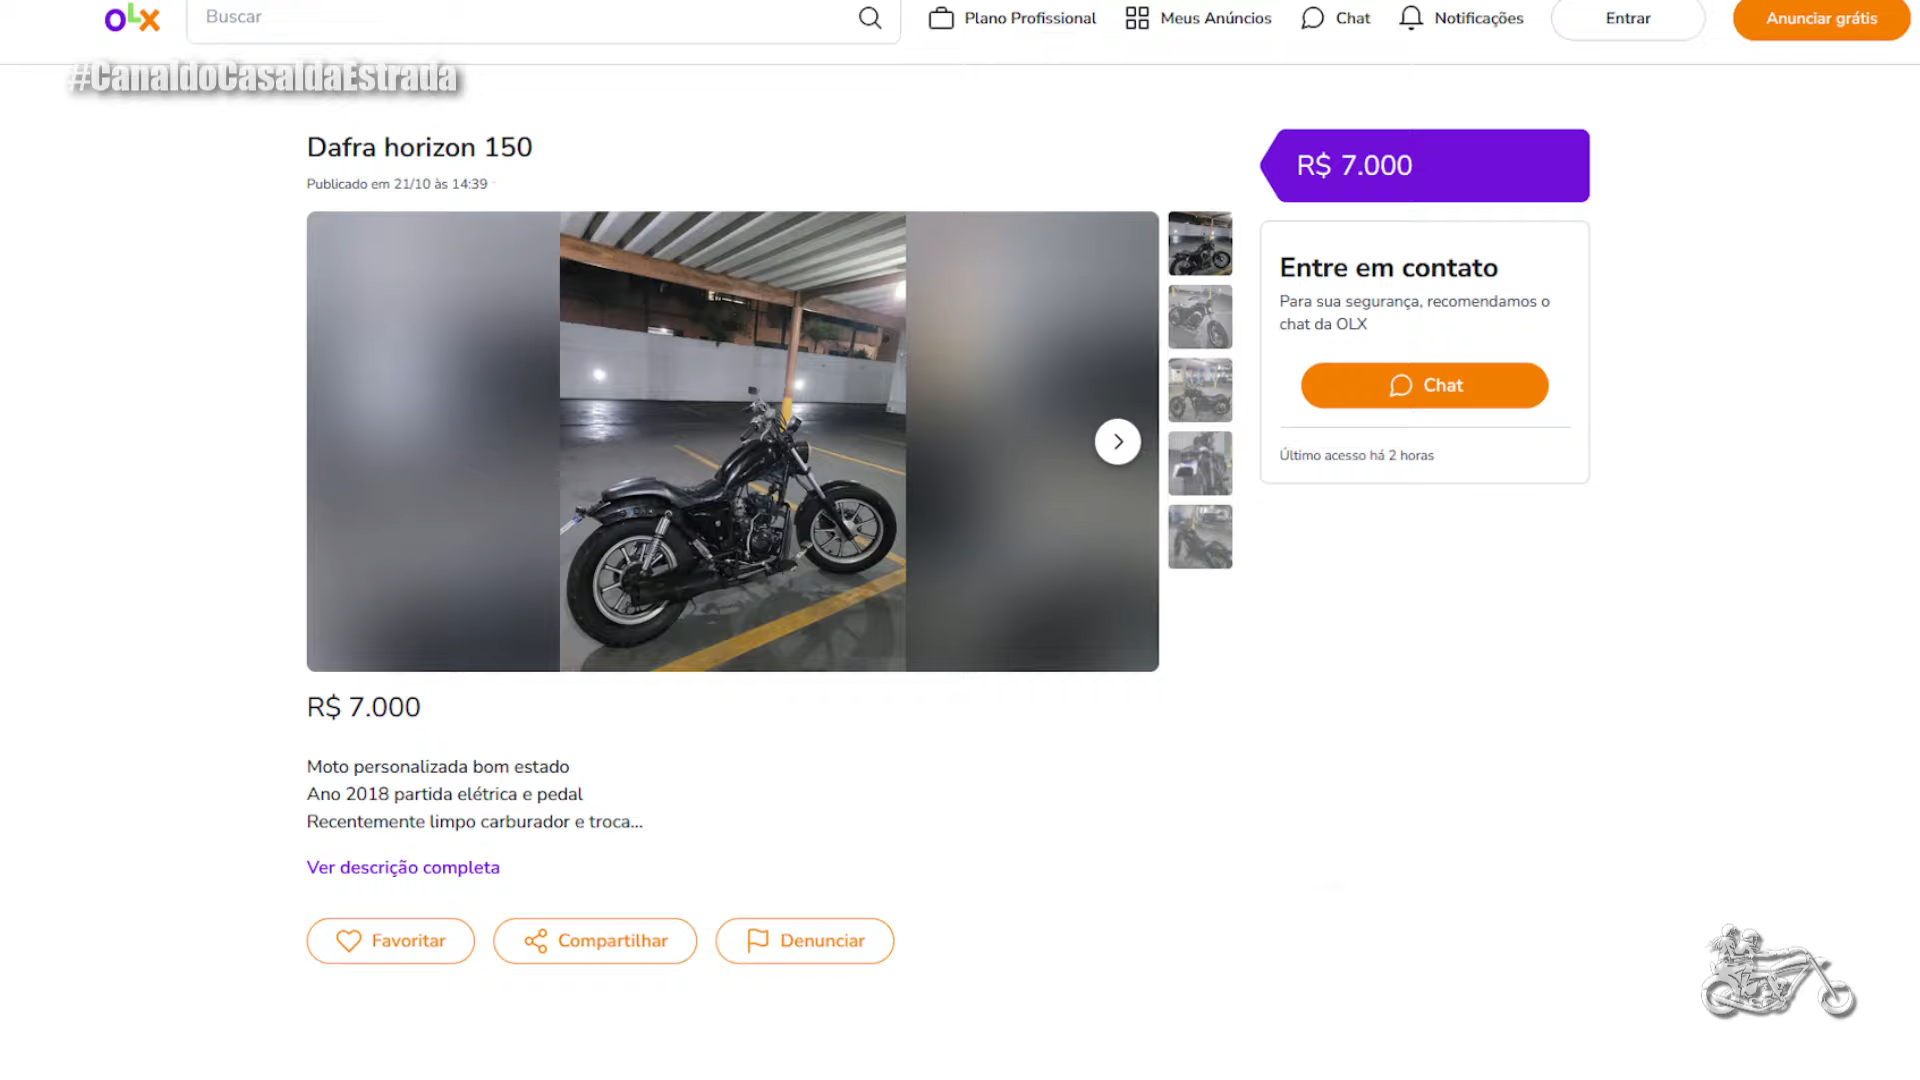 OLX
Buscar
Plano Profissional
Meus Anúncios
Chat
Notificações
Entrar
Anunciar grátis
#CanaldoCasaldaEstrada
Dafra horizon 150
Publicado em 21/10 às 14:39
R$ 7.000
Entre em contato
Para sua segurança, recomendamos o
chat da OLX
Chat
Último acesso há 2 horas
R$ 7.000
Moto personalizada bom estado
Ano 2018 partida elétrica e pedal
Recentemente limpo carburador e troca...
Ver descrição completa
Favoritar
Compartilhar
Denunciar